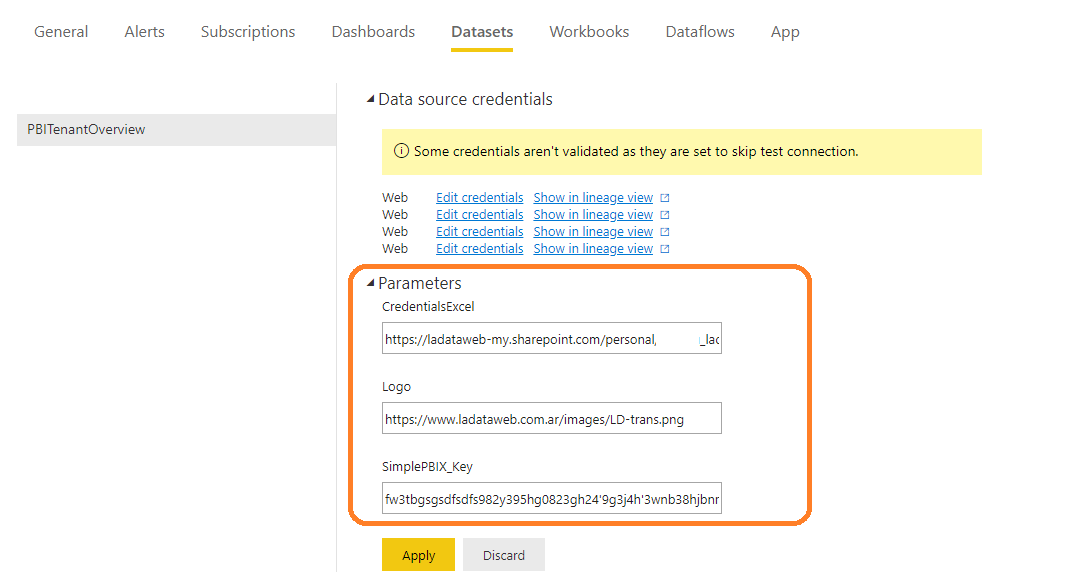 General Alerts Subscriptions Dashboards Datasets Workbooks Dataflows App
PBITenantOverview
Data source credentials
Some credentials aren't validated as they are set to skip test connection.
Web Edit credentials Show in lineage view
Web Edit credentials Show in lineage view
Web Edit credentials Show in lineage view
Web Edit credentials Show in lineage view
Parameters
CredentialsExcel
https://ladataweb-my.sharepoint.com/personal, _lac
Logo
https://www.ladataweb.com.ar/images/LD-trans.png
SimplePBIX_Key
fw3tbgsgsdfsdfs982y395hg0823gh24'9g3j4h'3wnb38hjbnr
Apply Discard